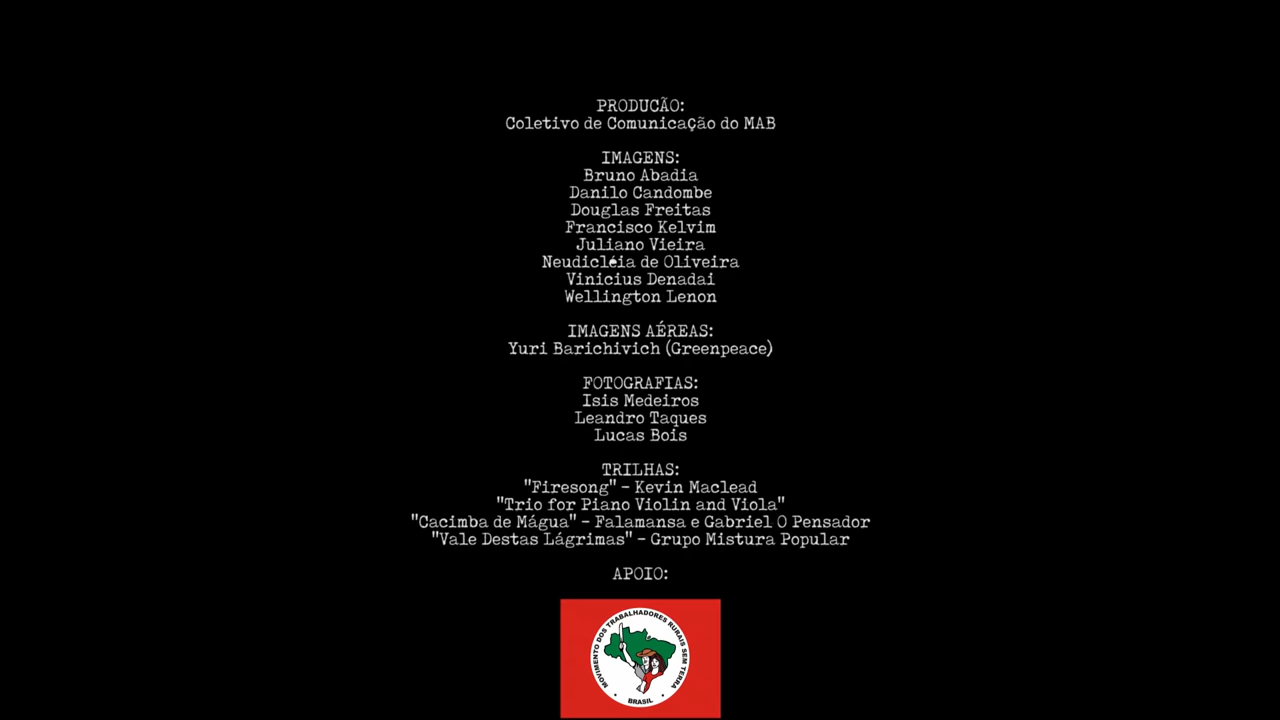 PRODUCÃO:
Coletivo de Comunicação do MAB
IMAGENS:
Bruno Abadia
Danilo Candombe
Douglas Freitas
Francisco Kelvim
Juliano Vieira
Neudicléia de Oliveira
Vinicius Denadai
Wellington Lenon
IMAGENS AÉREAS:
Yuri Barichivich (Greenpeace)
FOTOGRAFIAS:
Isis Medeiros
Leandro Taques
Lucas Bois
TRILHAS:
"Firesong" - Kevin Maclead
"Trio for Piano Violin and Viola"
"Cacimba de Mágua" - Falamansa e Gabriel O Pensador
"Vale Destas Lágrimas" - Grupo Mistura Popular
APOIO:
MOVIMENTO DOS TRABALHADORES RURAIS SEM TERRA
BRASIL